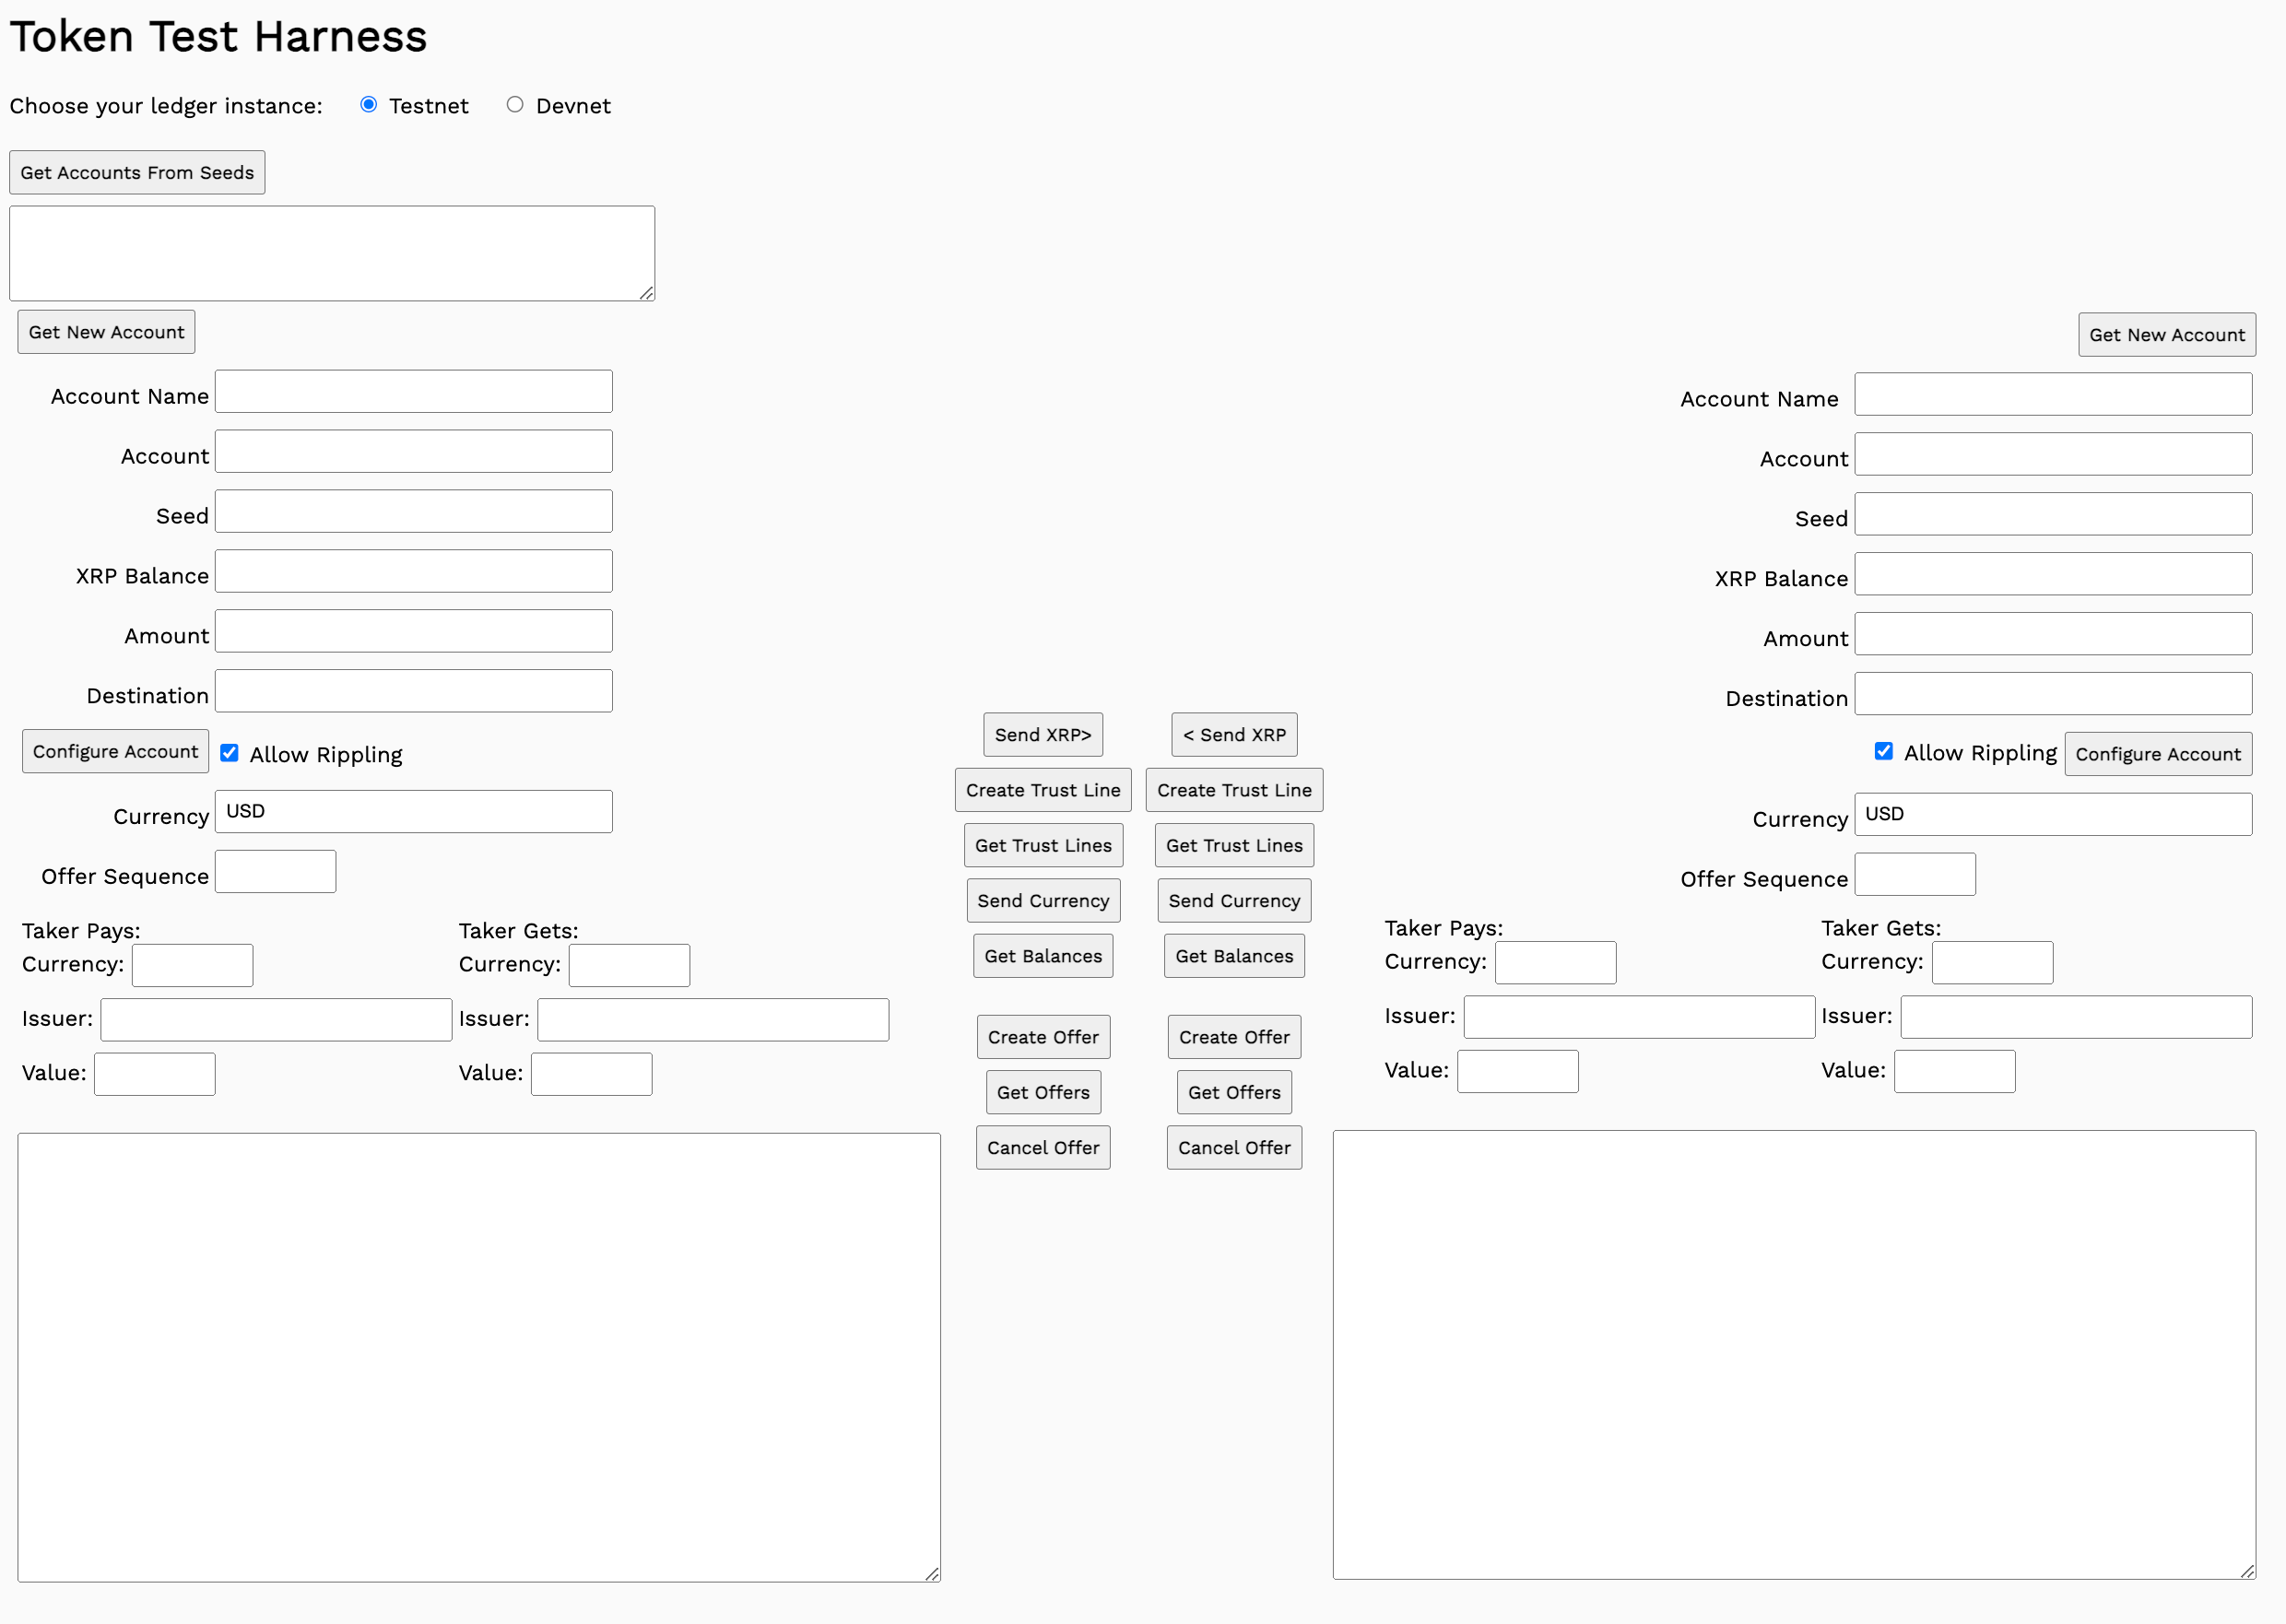 Token Test Harness
Choose your ledger instance: Testnet Devnet
Get Accounts From Seeds
Get New Account
Account Name
Account
Seed
XRP Balance
Amount
Destination
Configure Account Allow Rippling
Currency USD
Offer Sequence
Taker Pays: Taker Gets:
Currency: Currency:
Issuer: Issuer:
Value: Value:
Send XRP> < Send XRP
Create Trust Line Create Trust Line
Get Trust Lines Get Trust Lines
Send Currency Send Currency
Get Balances Get Balances
Create Offer Create Offer
Get Offers Get Offers
Cancel Offer Cancel Offer
Get New Account
Account Name
Account
Seed
XRP Balance
Amount
Destination
Allow Rippling Configure Account
Currency USD
Offer Sequence
Taker Pays: Taker Gets:
Currency: Currency:
Issuer: Issuer:
Value: Value: